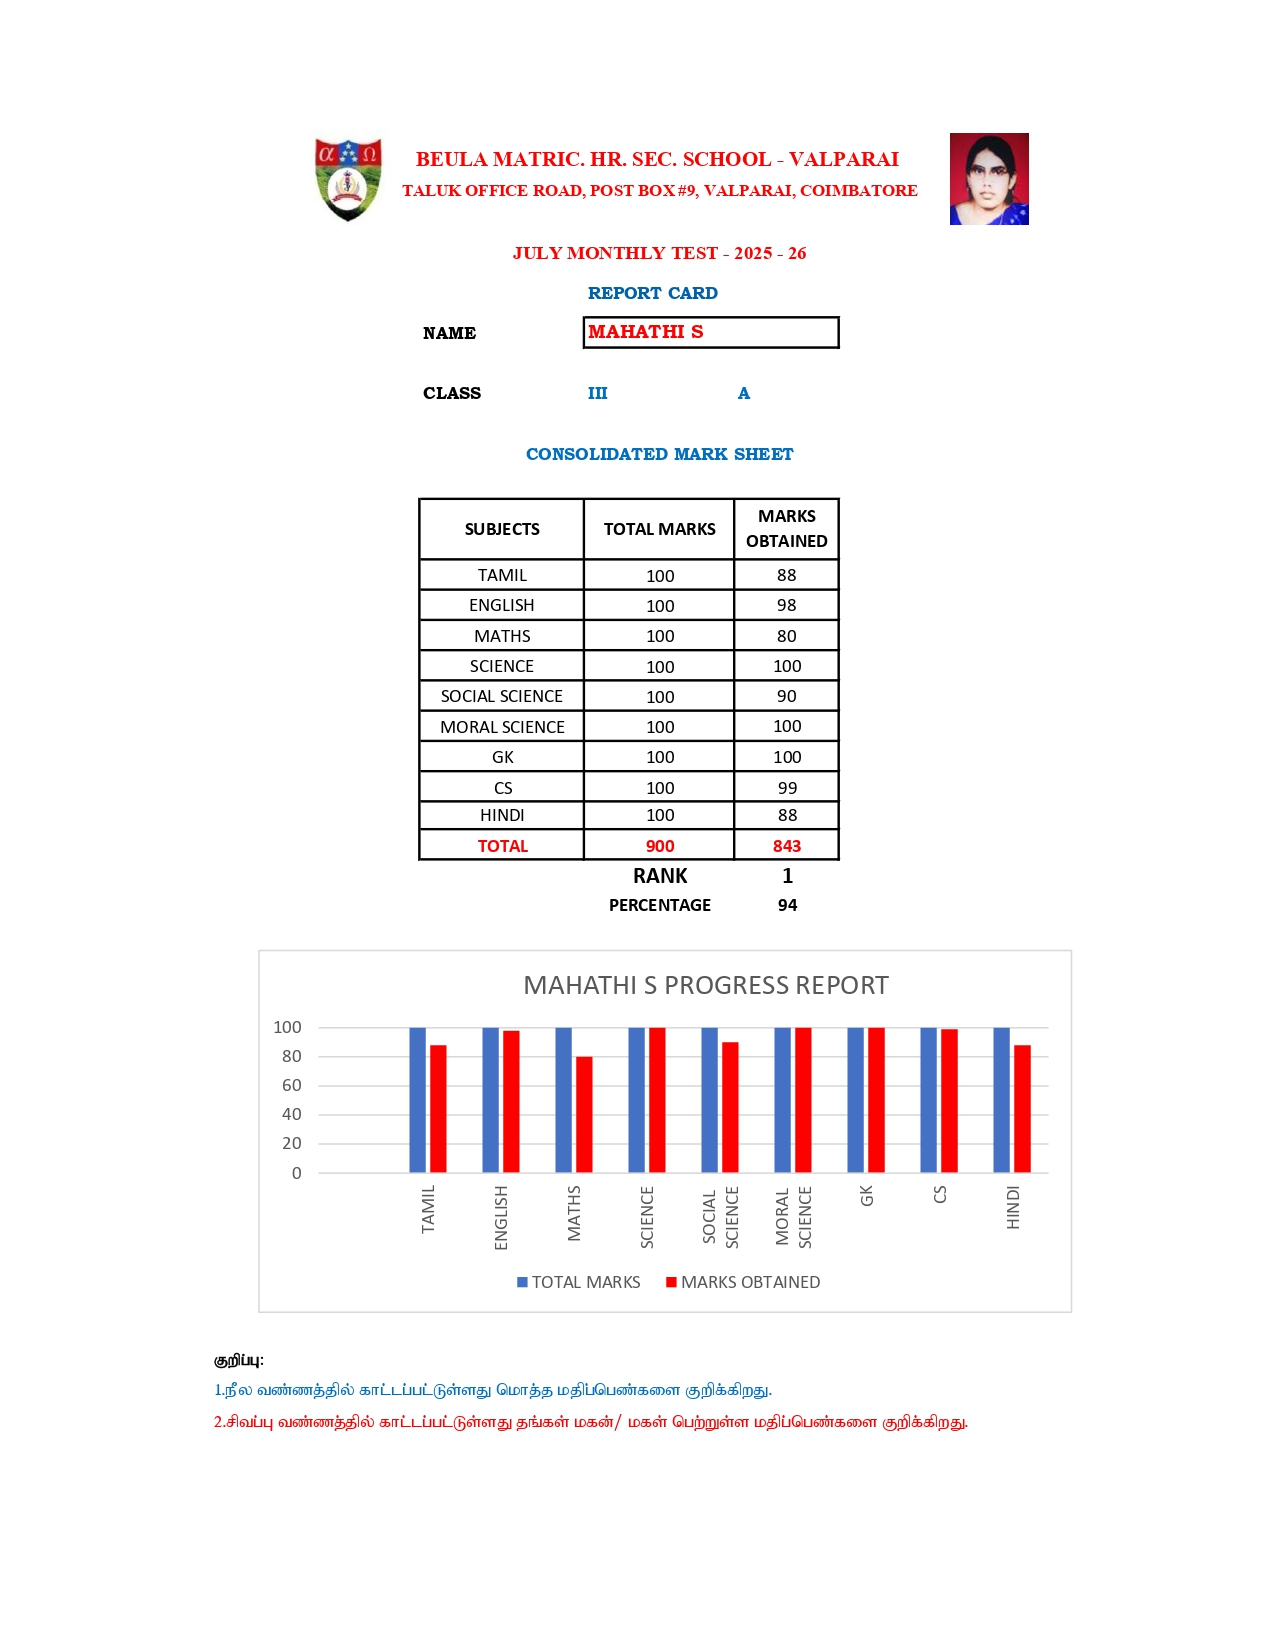 α Ω
BEULA MATRIC. HR. SEC. SCHOOL - VALPARAI
TALUK OFFICE ROAD, POST BOX #9, VALPARAI, COIMBATORE
JULY MONTHLY TEST - 2025 - 26
REPORT CARD
NAME MAHATHI S
CLASS III A
CONSOLIDATED MARK SHEET
SUBJECTS TOTAL MARKS MARKS OBTAINED
TAMIL 100 88
ENGLISH 100 98
MATHS 100 80
SCIENCE 100 100
SOCIAL SCIENCE 100 90
MORAL SCIENCE 100 100
GK 100 100
CS 100 99
HINDI 100 88
TOTAL 900 843
RANK 1
PERCENTAGE 94
MAHATHI S PROGRESS REPORT
100
80
60
40
20
0
TAMIL
ENGLISH
MATHS
SCIENCE
SOCIAL SCIENCE
MORAL SCIENCE
GK
CS
HINDI
TOTAL MARKS MARKS OBTAINED
குறிப்பு:
1.நீல வண்ணத்தில் காட்டப்பட்டுள்ளது மொத்த மதிப்பெண்களை குறிக்கிறது.
2.சிவப்பு வண்ணத்தில் காட்டப்பட்டுள்ளது தங்கள் மகன்/ மகள் பெற்றுள்ள மதிப்பெண்களை குறிக்கிறது.